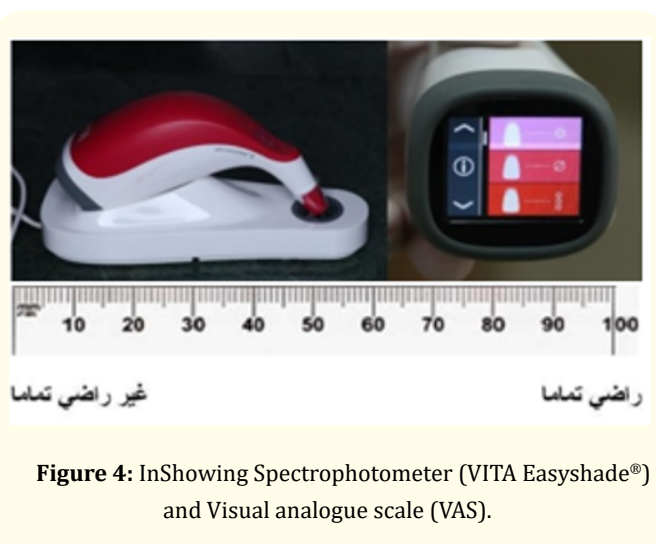 10 20 30 40 50 60 70 80 90 100
غير راضي تماما
راضي تماما
Figure 4: InShowing Spectrophotometer (VITA Easyshade®)
and Visual analogue scale (VAS).